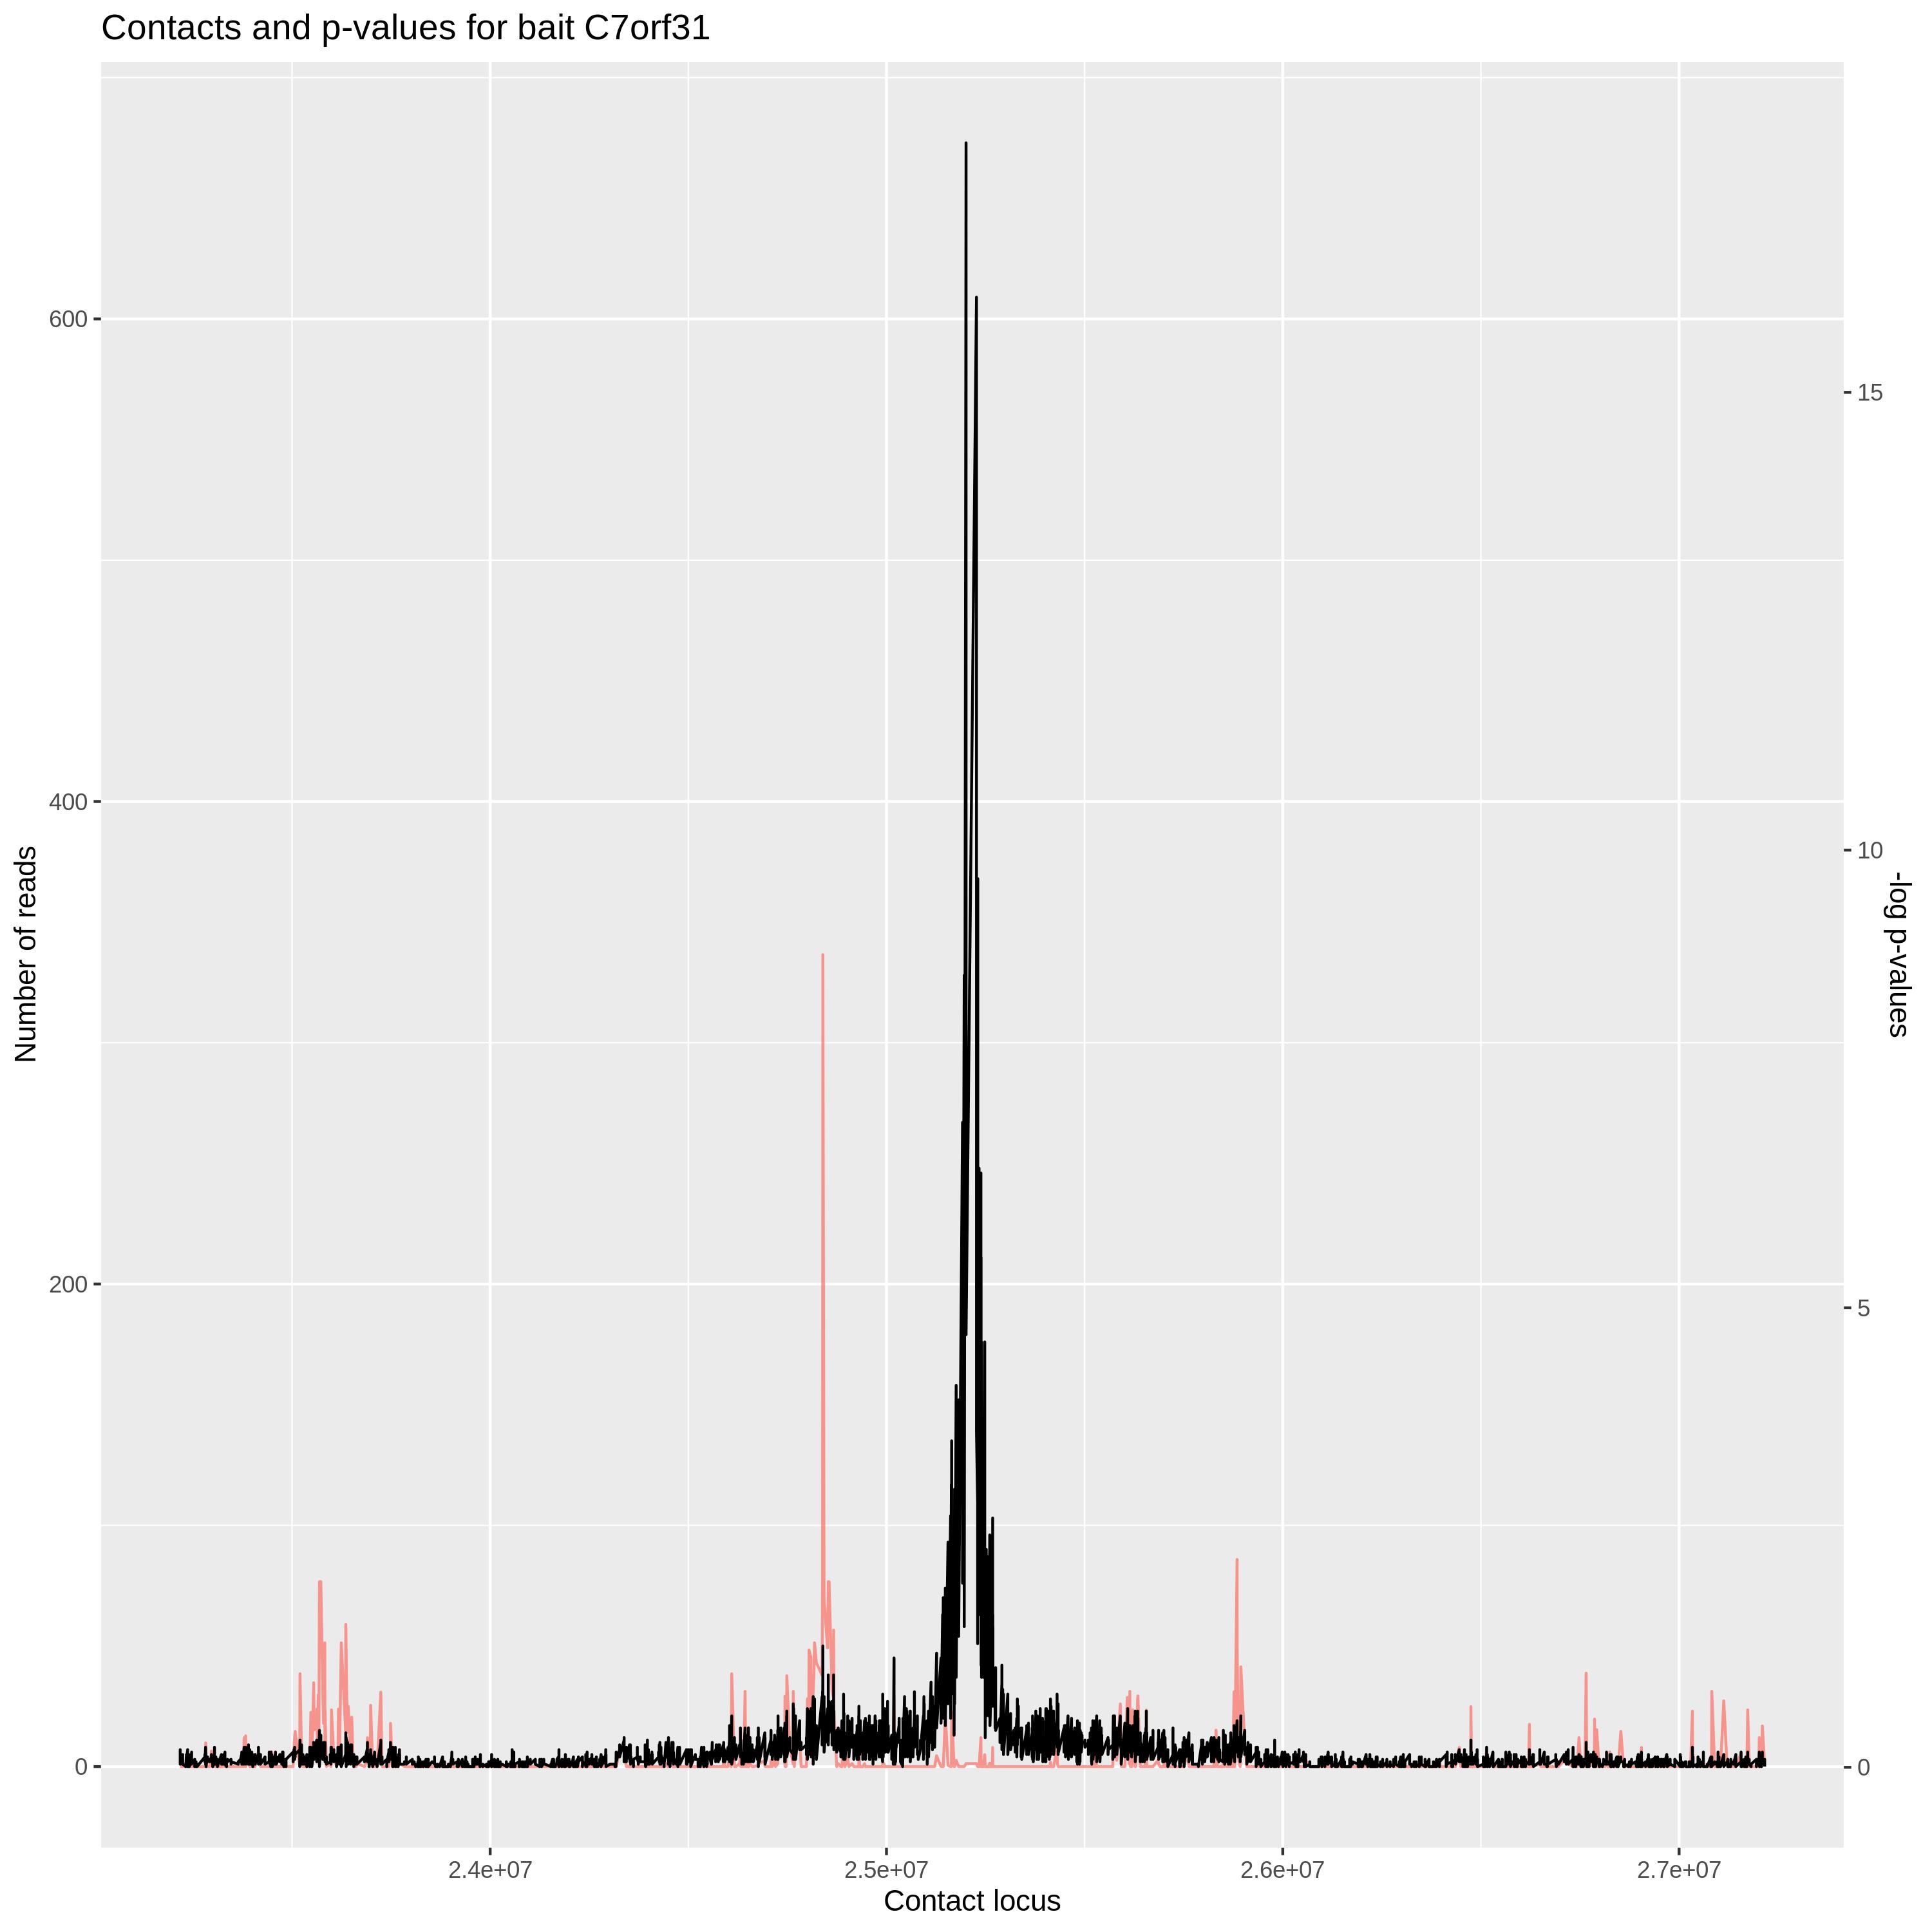 Contacts and p-values for bait C7orf31
600
400
200
0
Number of reads
15
10
5
0
-log p-values
2.4e+07
2.5e+07
2.6e+07
2.7e+07
Contact locus